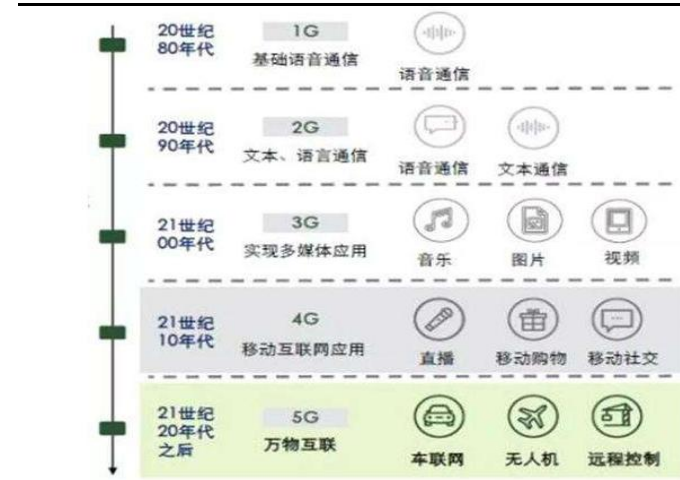 20世纪
80年代
1G
基础语音通信
语音通信
20世纪
90年代
2G
文本、语言通信
语音通信
文本通信
21世纪
00年代
3G
实现多媒体应用
音乐
图片
视频
21世纪
10年代
4G
移动互联网应用
直播
移动购物
移动社交
21世纪
20年代
之后
5G
万物互联
车联网
无人机
远程控制